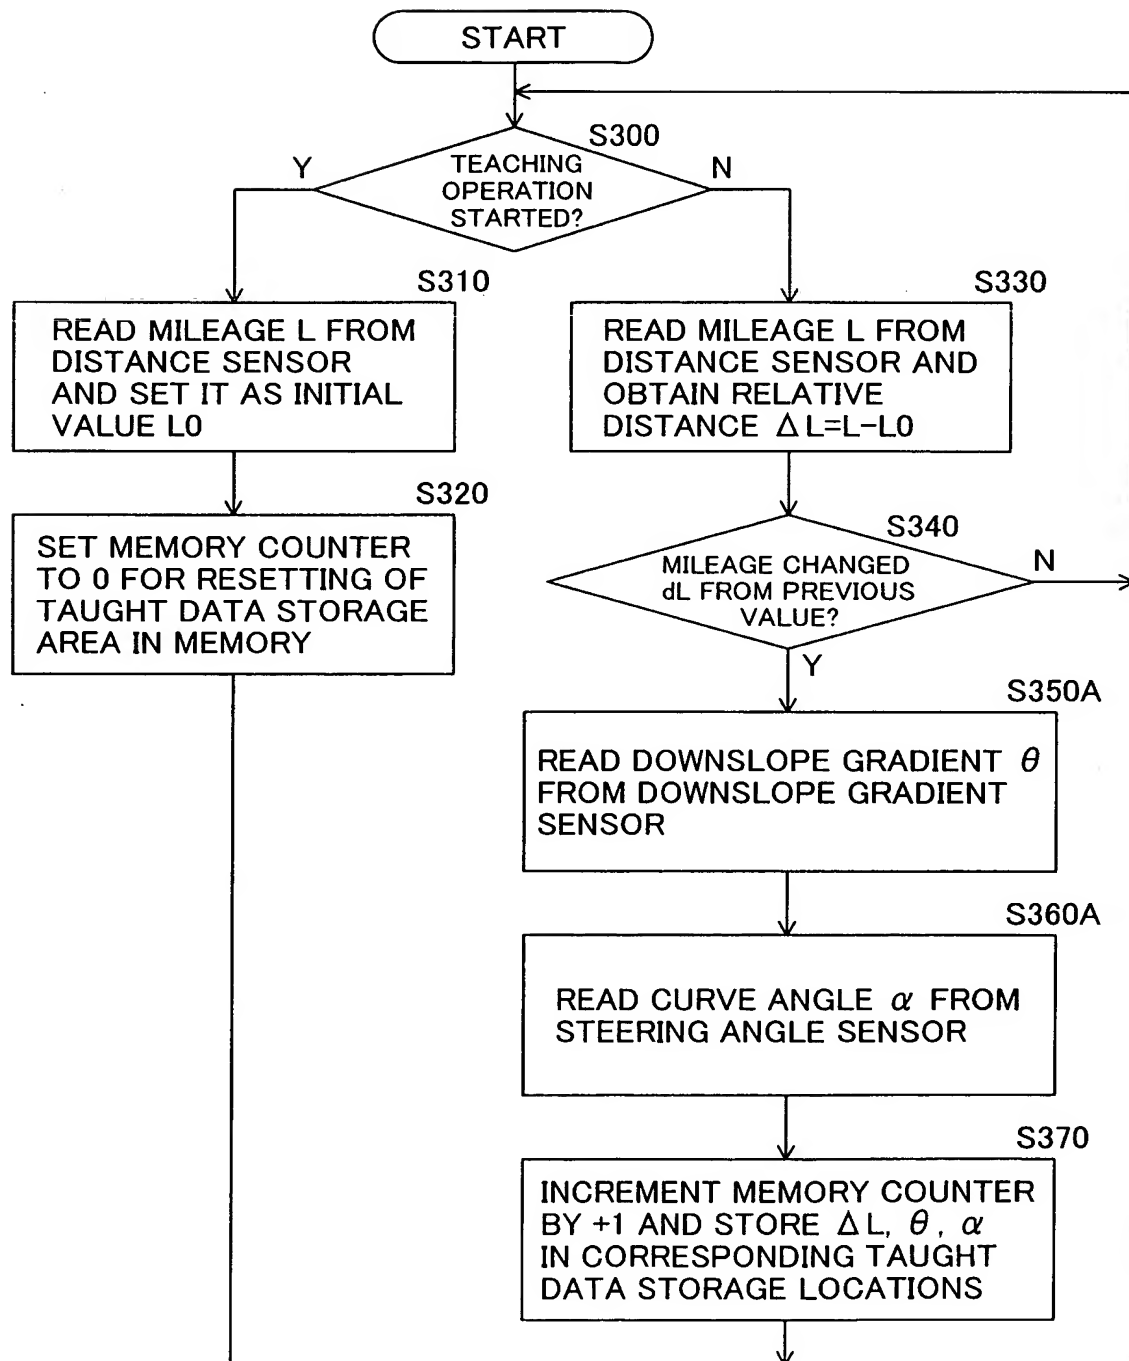 START
S300
Y
TEACHING
OPERATION
STARTED?
N
S310
READ MILEAGE L FROM
DISTANCE SENSOR
AND SET IT AS INITIAL
VALUE L0
S320
SET MEMORY COUNTER
TO 0 FOR RESETTING OF
TAUGHT DATA STORAGE
AREA IN MEMORY
S330
READ MILEAGE L FROM
DISTANCE SENSOR AND
OBTAIN RELATIVE
DISTANCE ΔL=L-L0
S340
MILEAGE CHANGED
dL FROM PREVIOUS
VALUE?
N
Y
S350A
READ DOWNSLOPE GRADIENT θ
FROM DOWNSLOPE GRADIENT
SENSOR
S360A
READ CURVE ANGLE α FROM
STEERING ANGLE SENSOR
S370
INCREMENT MEMORY COUNTER
BY +1 AND STORE ΔL, θ, α
IN CORRESPONDING TAUGHT
DATA STORAGE LOCATIONS